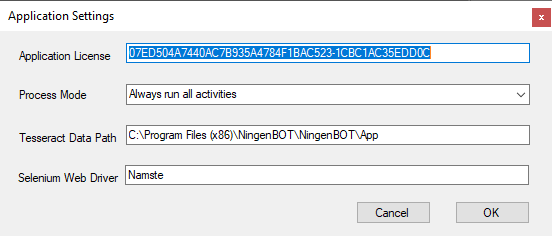 Application Settings
Application License 07ED504A7440AC7B935A4784F1BAC523-1CBC1AC35EDD0C
Process Mode Always run all activities
Tesseract Data Path C:\Program Files (x86)\NingenBOT\NingenBOT\App
Selenium Web Driver Namste
Cancel OK